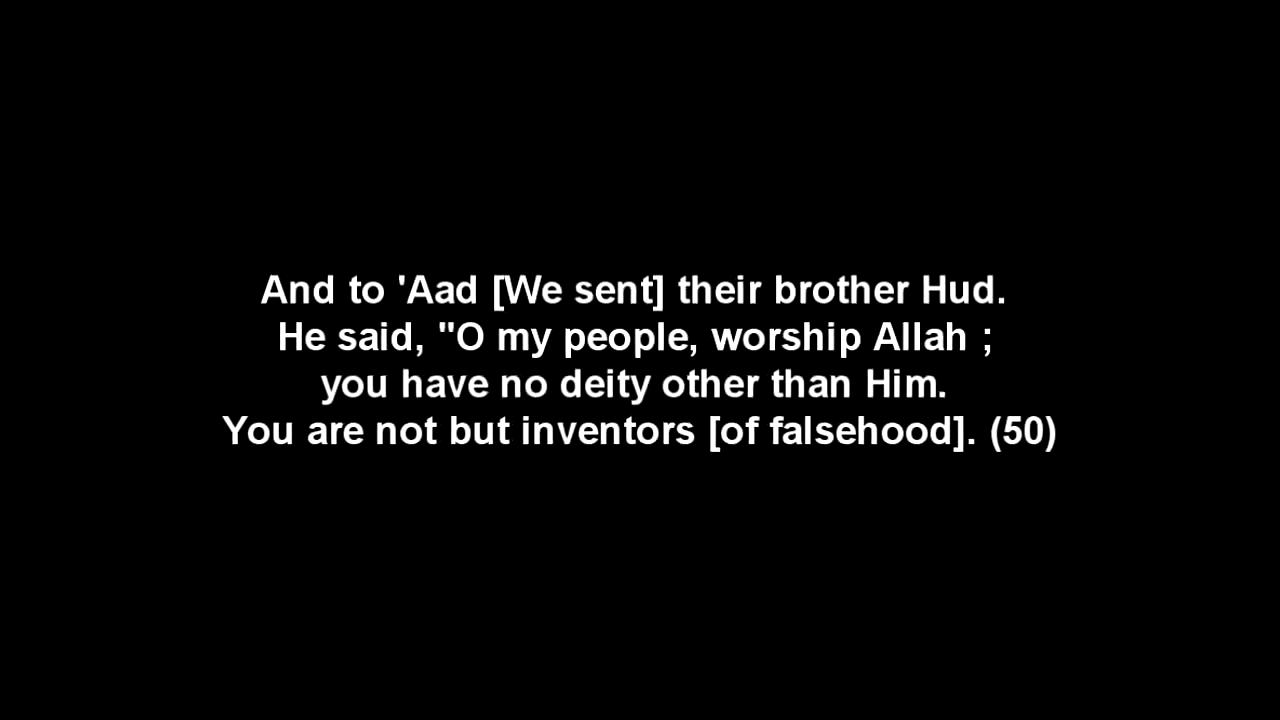 And to 'Aad [We sent] their brother Hud.
He said, "O my people, worship Allah ;
you have no deity other than Him.
You are not but inventors [of falsehood]. (50)